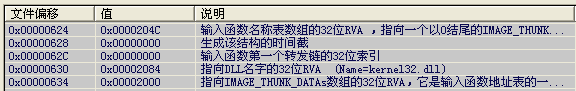 文件偏移 值 说明
0x00000624 0x0000204C 输入函数名称表数组的32位RVA ，指向一个以0结尾的IMAGE_THUNK...
0x00000628 0x00000000 生成该结构的时间截
0x0000062C 0x00000000 输入函数第一个转发链的32位索引
0x00000630 0x00002084 指向DLL名字的32位RVA （Name=kernel32.dll）
0x00000634 0x00002000 指向IMAGE_THUNK_DATAs数组的32位RVA，它是输入函数地址表的一...